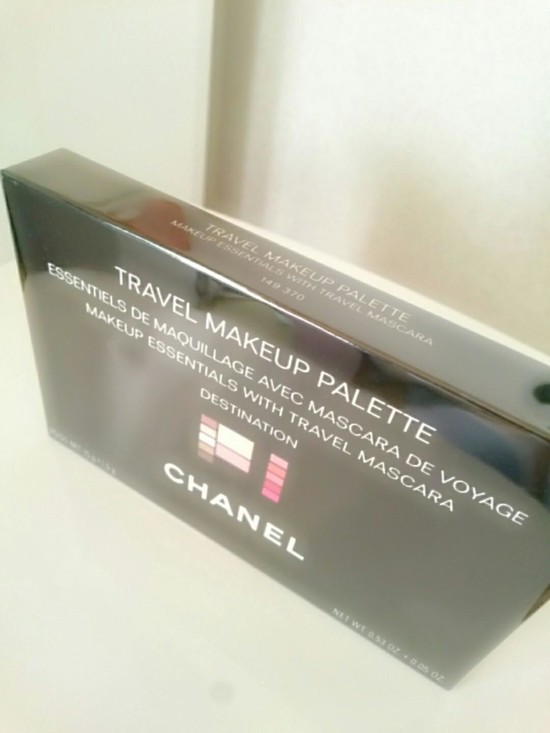 TRAVEL MAKEUP PALETTE
MAKEUP ESSENTIALS WITH TRAVEL MASCARA
149 370
TRAVEL MAKEUP PALETTE
ESSENTIELS DE MAQUILLAGE AVEC MASCARA DE VOYAGE
MAKEUP ESSENTIALS WITH TRAVEL MASCARA
DESTINATION
CHANEL
NET WT. 0.53 OZ. + 0.05 OZ.